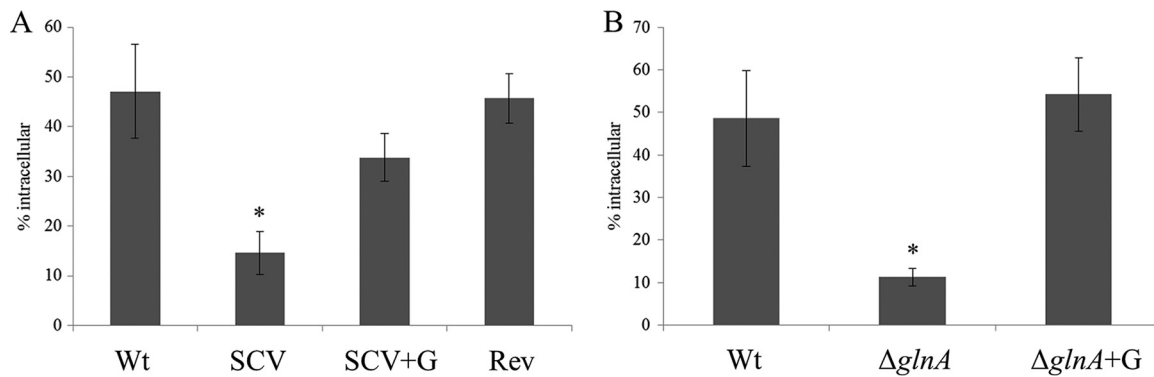 A
60
50
40
30
20
10
0
% intracellular
*
Wt SCV SCV+G Rev
B
70
60
50
40
30
20
10
0
% intracellular
*
Wt ΔglnA ΔglnA+G